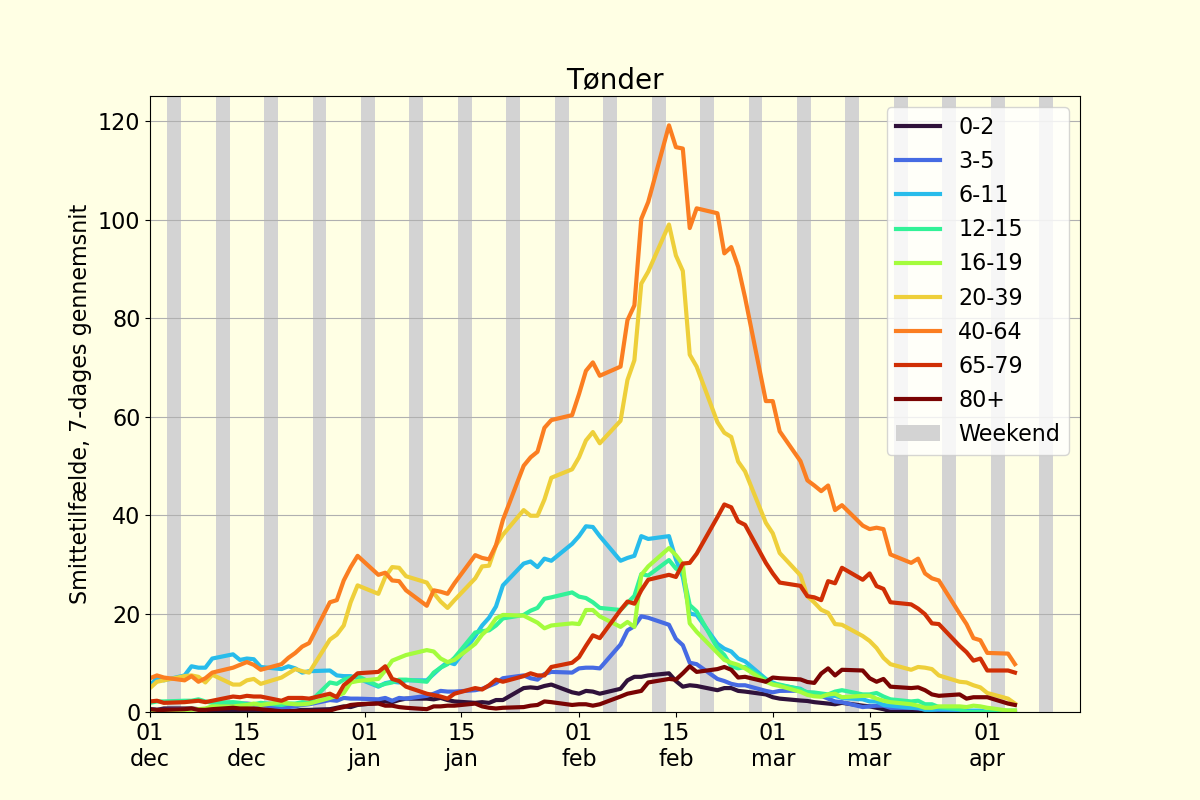 Tønder
Smittetilfælde, 7-dages gennemsnit
120
100
80
60
40
20
0
01 dec
15 dec
01 jan
15 jan
01 feb
15 feb
01 mar
15 mar
01 apr
0-2
3-5
6-11
12-15
16-19
20-39
40-64
65-79
80+
Weekend